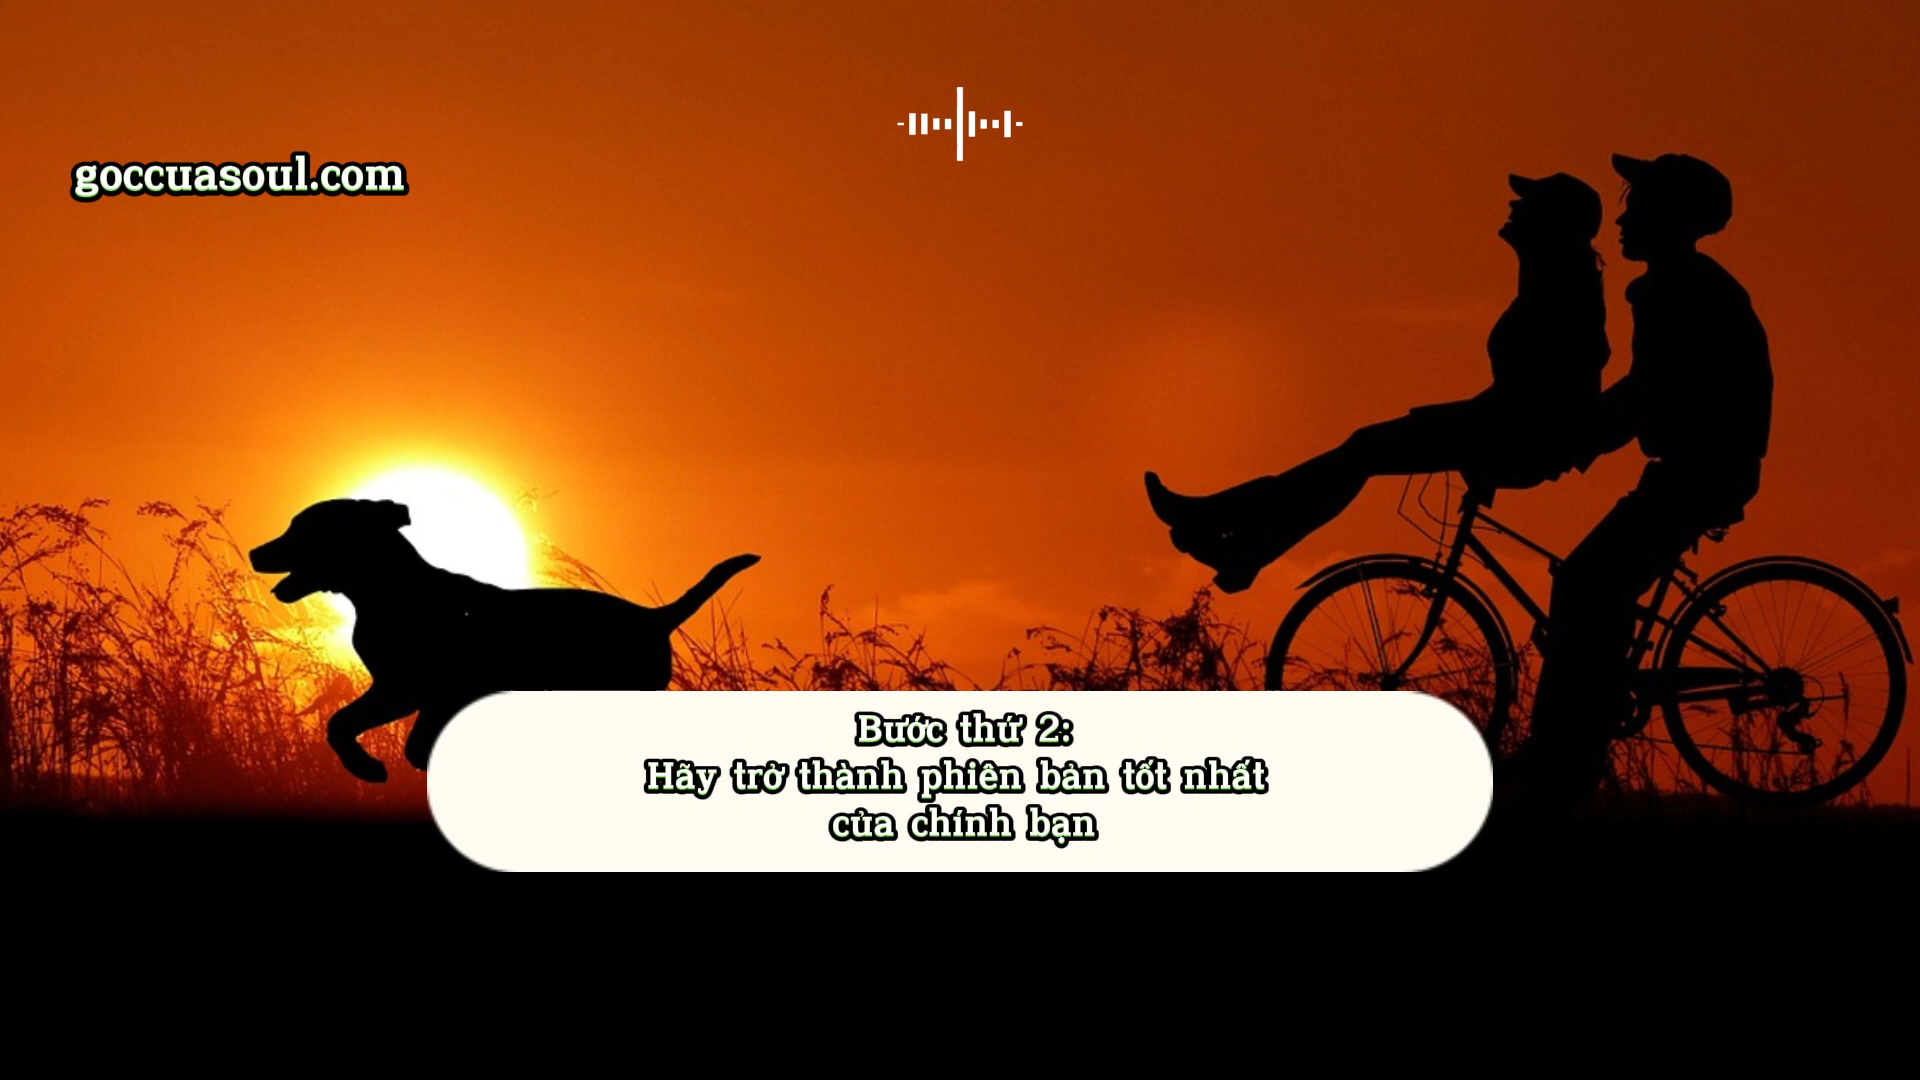 goccuasoul.com
Bước thứ 2:
Hãy trở thành phiên bản tốt nhất
của chính bạn